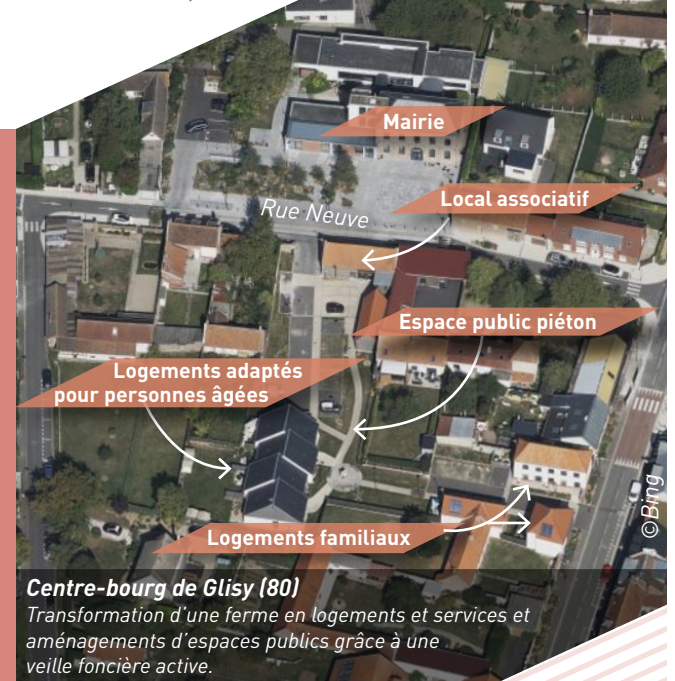 Mairie
Local associatif
Rue Neuve
Espace public piéton
Logements adaptés
pour personnes âgées
Logements familiaux
©Bing
Centre-bourg de Glisy (80)
Transformation d'une ferme en logements et services et
aménagements d'espaces publics grâce à une
veille foncière active.